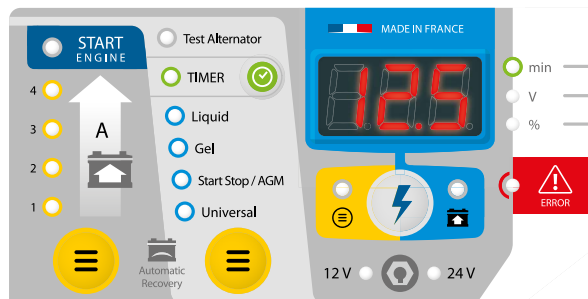 START
ENGINE
Test Alternator
MADE IN FRANCE
TIMER
4
3
A
2
1
Liquid
Gel
Start Stop / AGM
Universal
12.5
min
V
%
ERROR
Automatic
Recovery
12 V
24 V